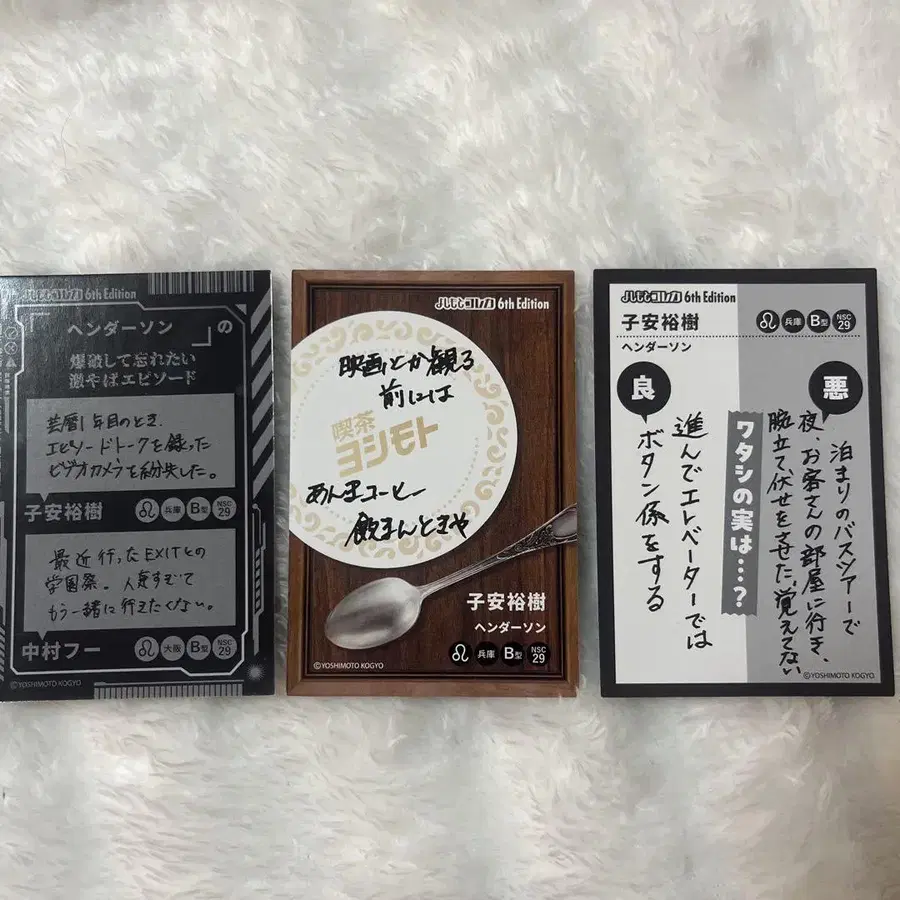 よしもとコレカ 6th Edition
「ヘンダーソン」の
爆破して忘れたい
激やばエピソード
芸暦1年目のとき、
エピソードトークを録った
ビデオカメラを紛失した。
子安裕樹 ♌ 兵庫 B型 NSC 29
最近行ったEXITとの
学園祭。人気すごて
もう一緒に行きたくない。
中村フー ♌ 大阪 B型 NSC 29
©YOSHIMOTO KOGYO
よしもとコレカ 6th Edition
映画とか観る
前には
喫茶
ヨシモト
あんまコーヒー
飲まんときや
子安裕樹
ヘンダーソン
♌ 兵庫 B型 NSC 29
©YOSHIMOTO KOGYO
よしもとコレカ 6th Edition
子安裕樹 ♌ 兵庫 B型 NSC 29
ヘンダーソン
悪
泊まりのバスツアーで
夜、お客さんの部屋に行き、
腕立て伏せをさせた、覚えてない
ワタシの実は…?
良
進んでエレベーターでは
ボタン係をする
©YOSHIMOTO KOGYO